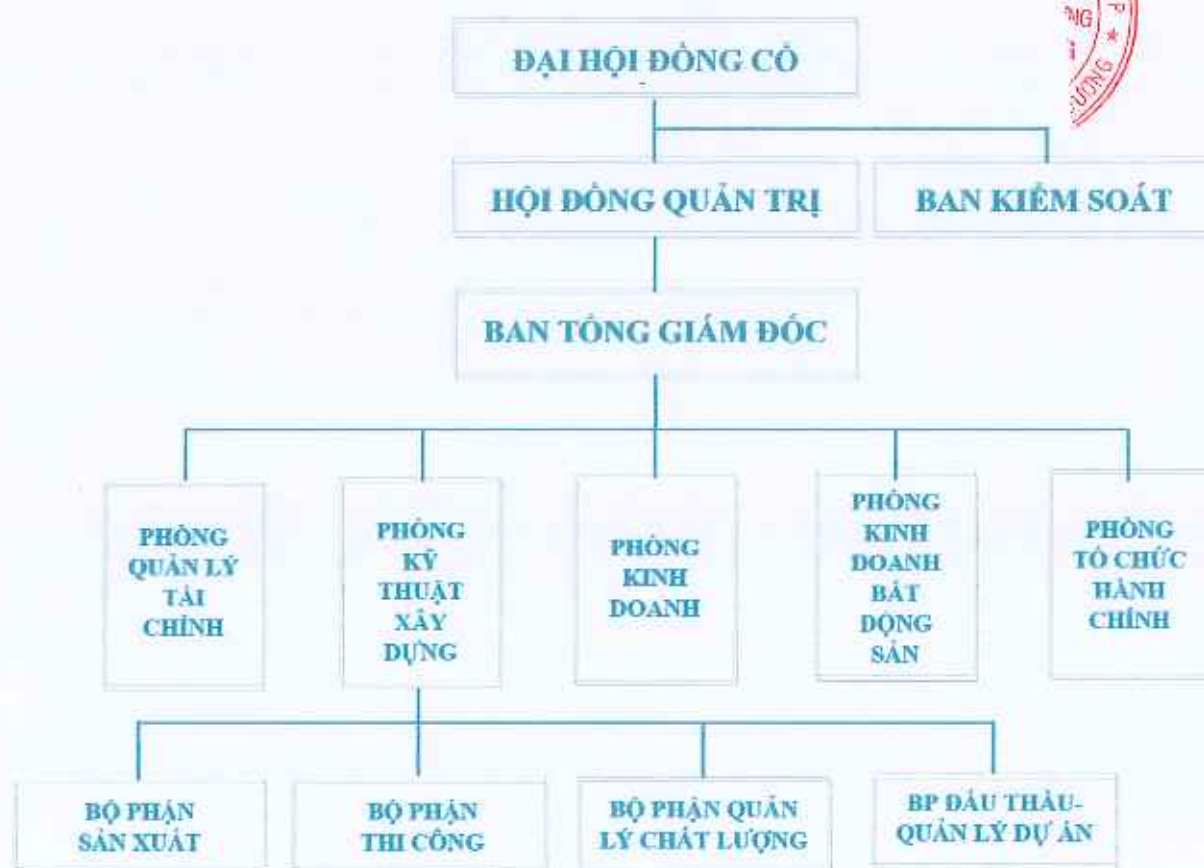 ĐẠI HỘI ĐỒNG CỔ
HỘI ĐỒNG QUẢN TRỊ
BAN KIỂM SOÁT
BAN TỔNG GIÁM ĐỐC
PHÒNG
QUẢN LÝ
TÀI
CHÍNH
PHÒNG
KỸ
THUẬT
XÂY
DỰNG
PHÒNG
KINH
DOANH
PHÒNG
KINH
DOANH
BẤT
ĐỘNG
SẢN
PHÒNG
TỔ CHỨC
HÀNH
CHÍNH
BỘ PHẬN
SẢN XUẤT
BỘ PHẬN
THI CÔNG
BỘ PHẬN QUẢN
LÝ CHẤT LƯỢNG
BP ĐẤU THẦU-
QUẢN LÝ DỰ ÁN